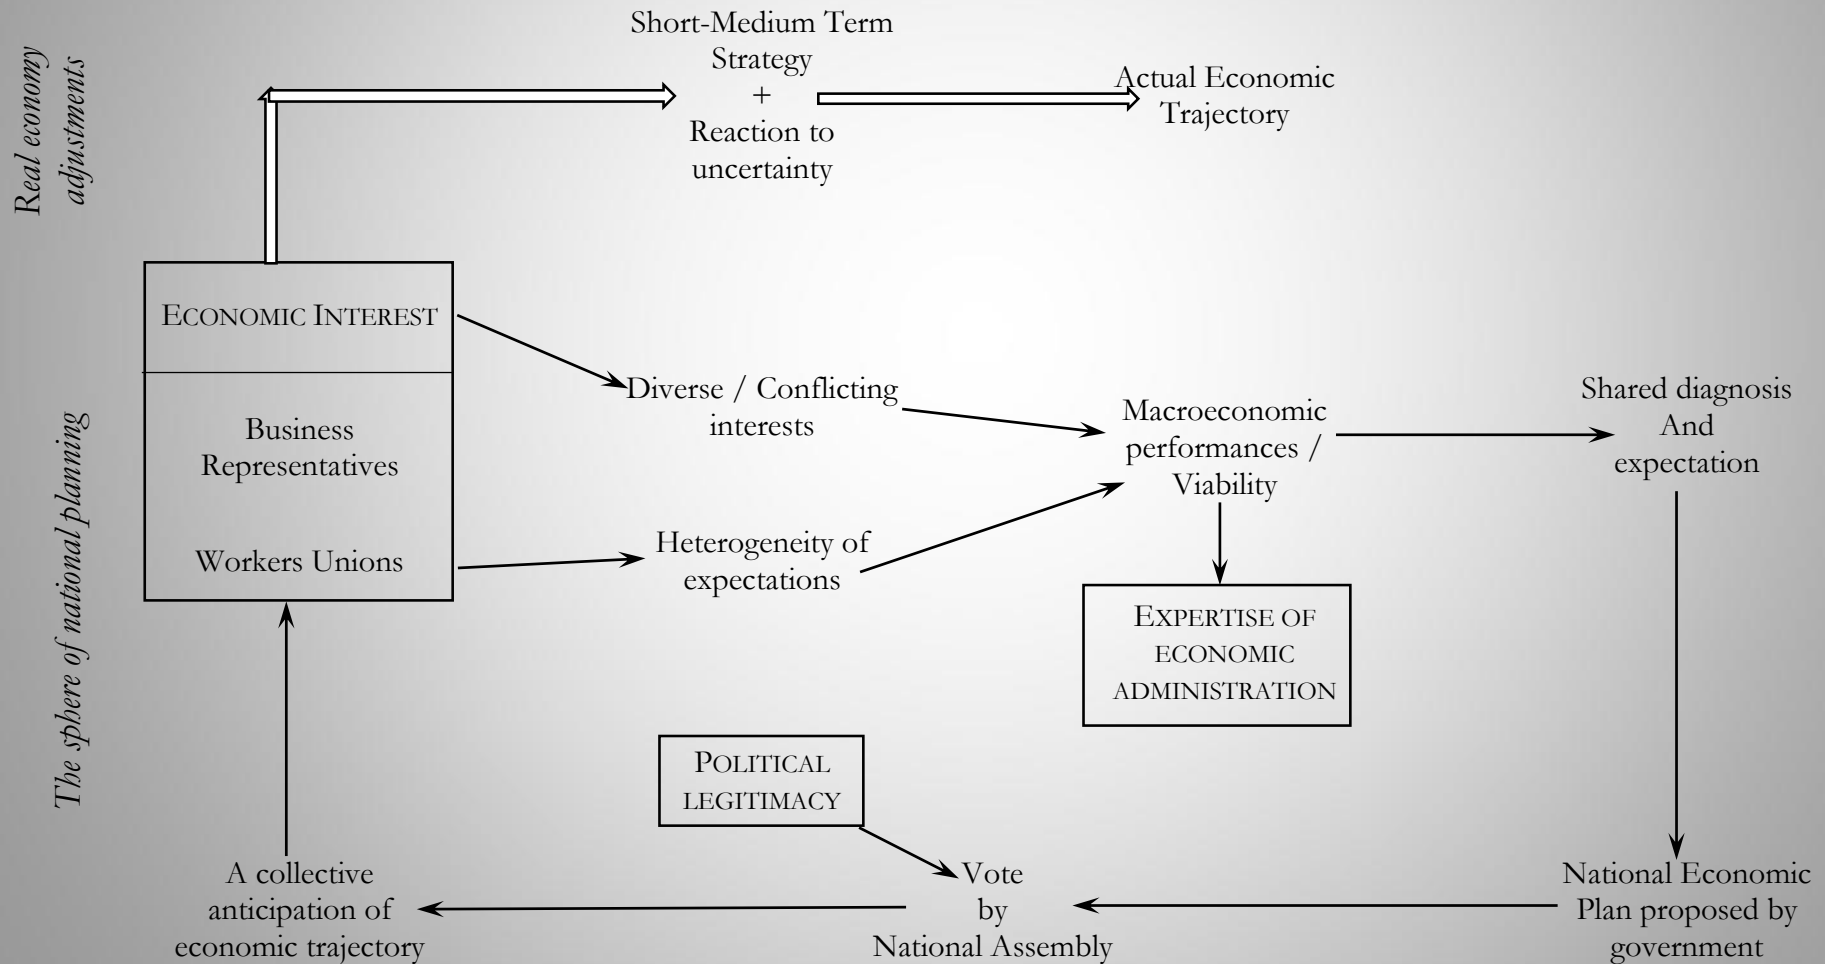 Real economy
adjustments
Short-Medium Term
Strategy
+
Reaction to
uncertainty
Actual Economic
Trajectory
The sphere of national planning
ECONOMIC INTEREST
Business
Representatives
Workers Unions
Diverse / Conflicting
interests
Heterogeneity of
expectations
Macroeconomic
performances /
Viability
Shared diagnosis
And
expectation
EXPERTISE OF
ECONOMIC
ADMINISTRATION
POLITICAL
LEGITIMACY
A collective
anticipation of
economic trajectory
Vote
by
National Assembly
National Economic
Plan proposed by
government